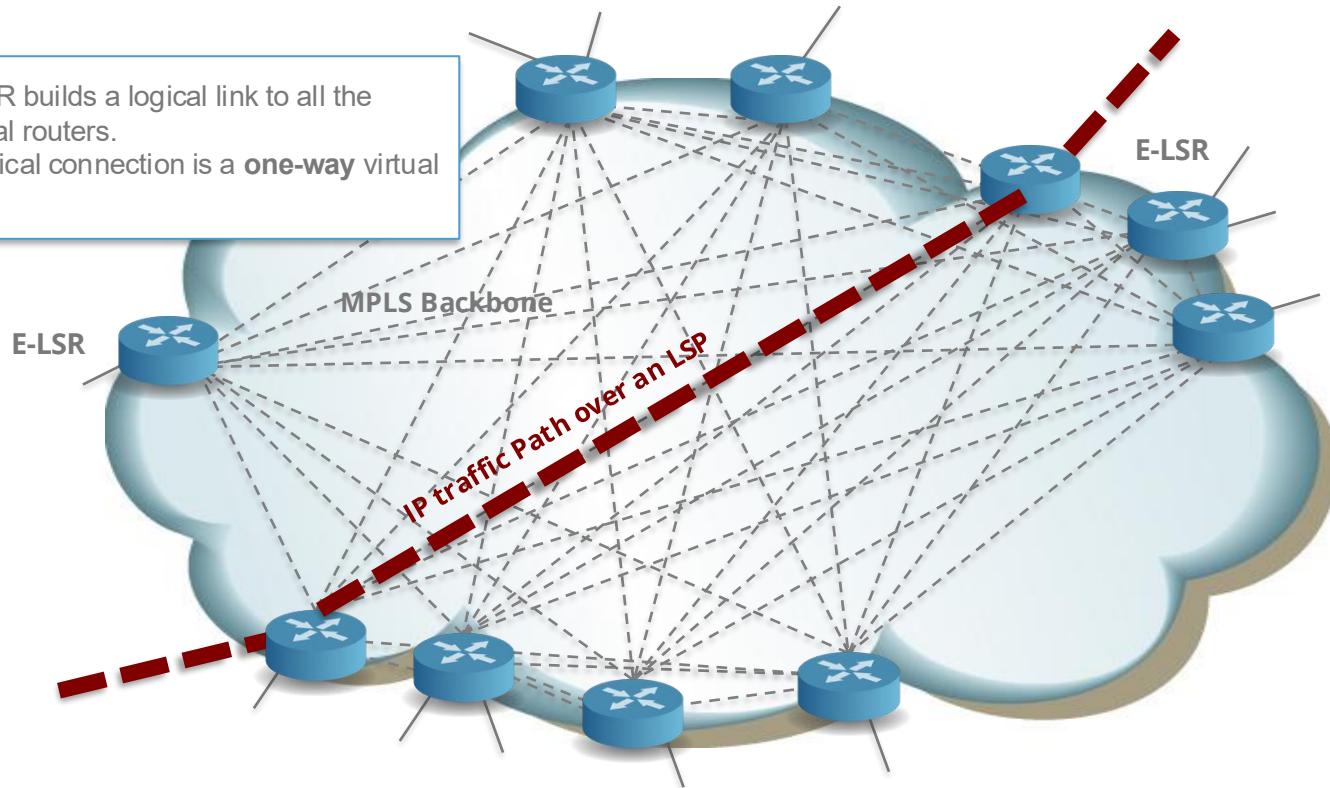 R builds a logical link to all the
al routers.
ical connection is a one-way virtual
E-LSR
MPLS Backbone
E-LSR
IP traffic Path over an LSP